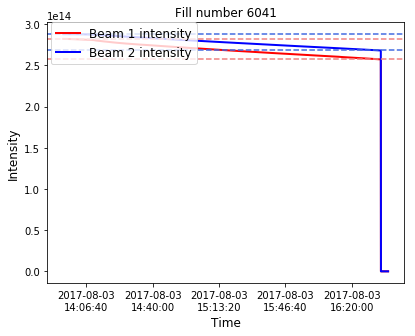 Fill number 6041
1e14
3.0
2.5
2.0
1.5
1.0
0.5
0.0
Intensity
Beam 1 intensity
Beam 2 intensity
2017-08-03 2017-08-03 2017-08-03 2017-08-03 2017-08-03
14:06:40 14:40:00 15:13:20 15:46:40 16:20:00
Time